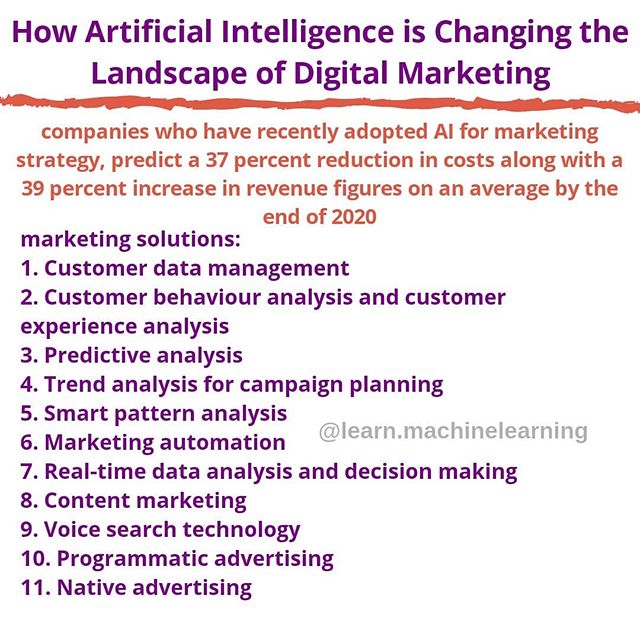 How Artificial Intelligence is Changing the
Landscape of Digital Marketing
companies who have recently adopted AI for marketing
strategy, predict a 37 percent reduction in costs along with a
39 percent increase in revenue figures on an average by the
end of 2020
marketing solutions:
1. Customer data management
2. Customer behaviour analysis and customer
experience analysis
3. Predictive analysis
4. Trend analysis for campaign planning
5. Smart pattern analysis
@learn.machinelearning
6. Marketing automation
7. Real-time data analysis and decision making
8. Content marketing
9. Voice search technology
10. Programmatic advertising
11. Native advertising